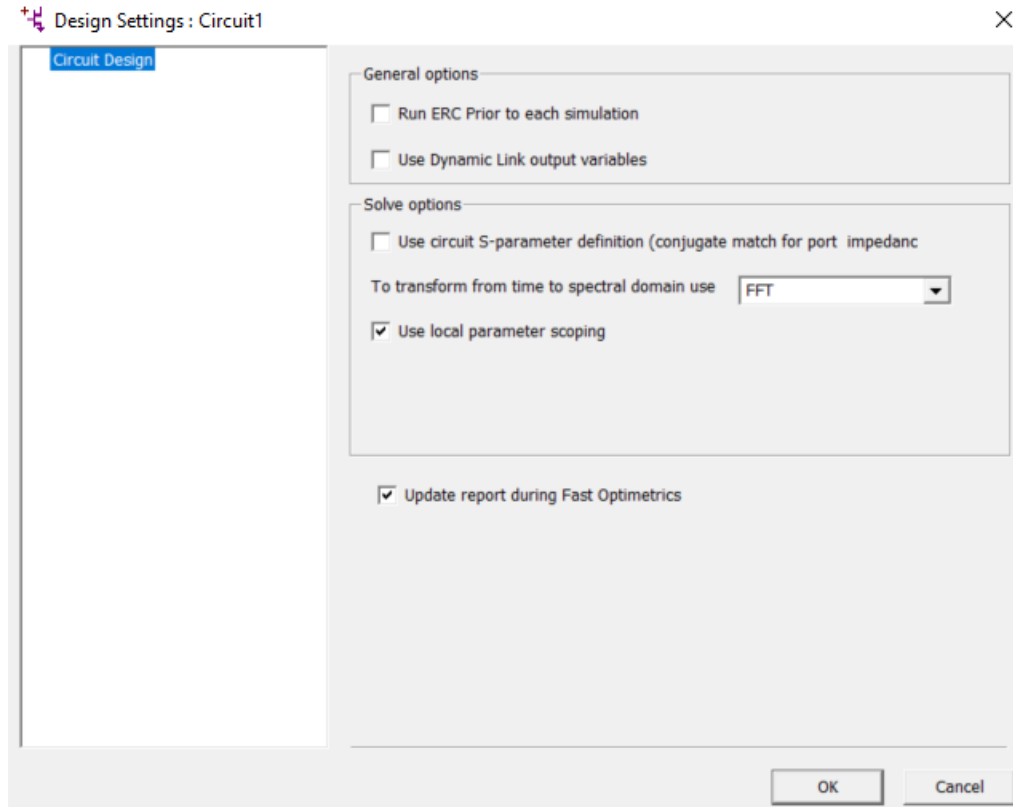 Design Settings : Circuit1
Circuit Design
General options
Run ERC Prior to each simulation
Use Dynamic Link output variables
Solve options
Use circuit S-parameter definition (conjugate match for port  impedanc
To transform from time to spectral domain use
FFT
Use local parameter scoping
Update report during Fast Optimetrics
OK
Cancel